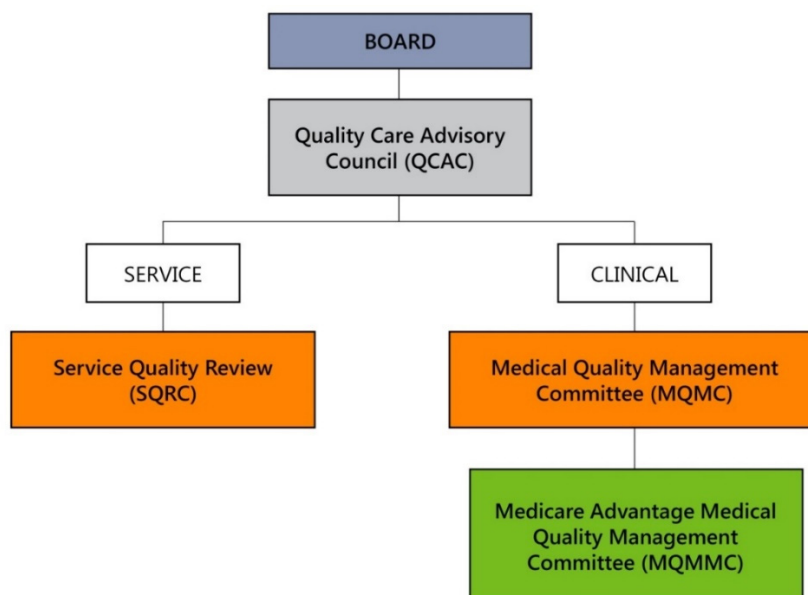 BOARD
Quality Care Advisory
Council (QCAC)
SERVICE
CLINICAL
Service Quality Review
(SQRC)
Medical Quality Management
Committee (MQMC)
Medicare Advantage Medical
Quality Management
Committee (MQMMC)